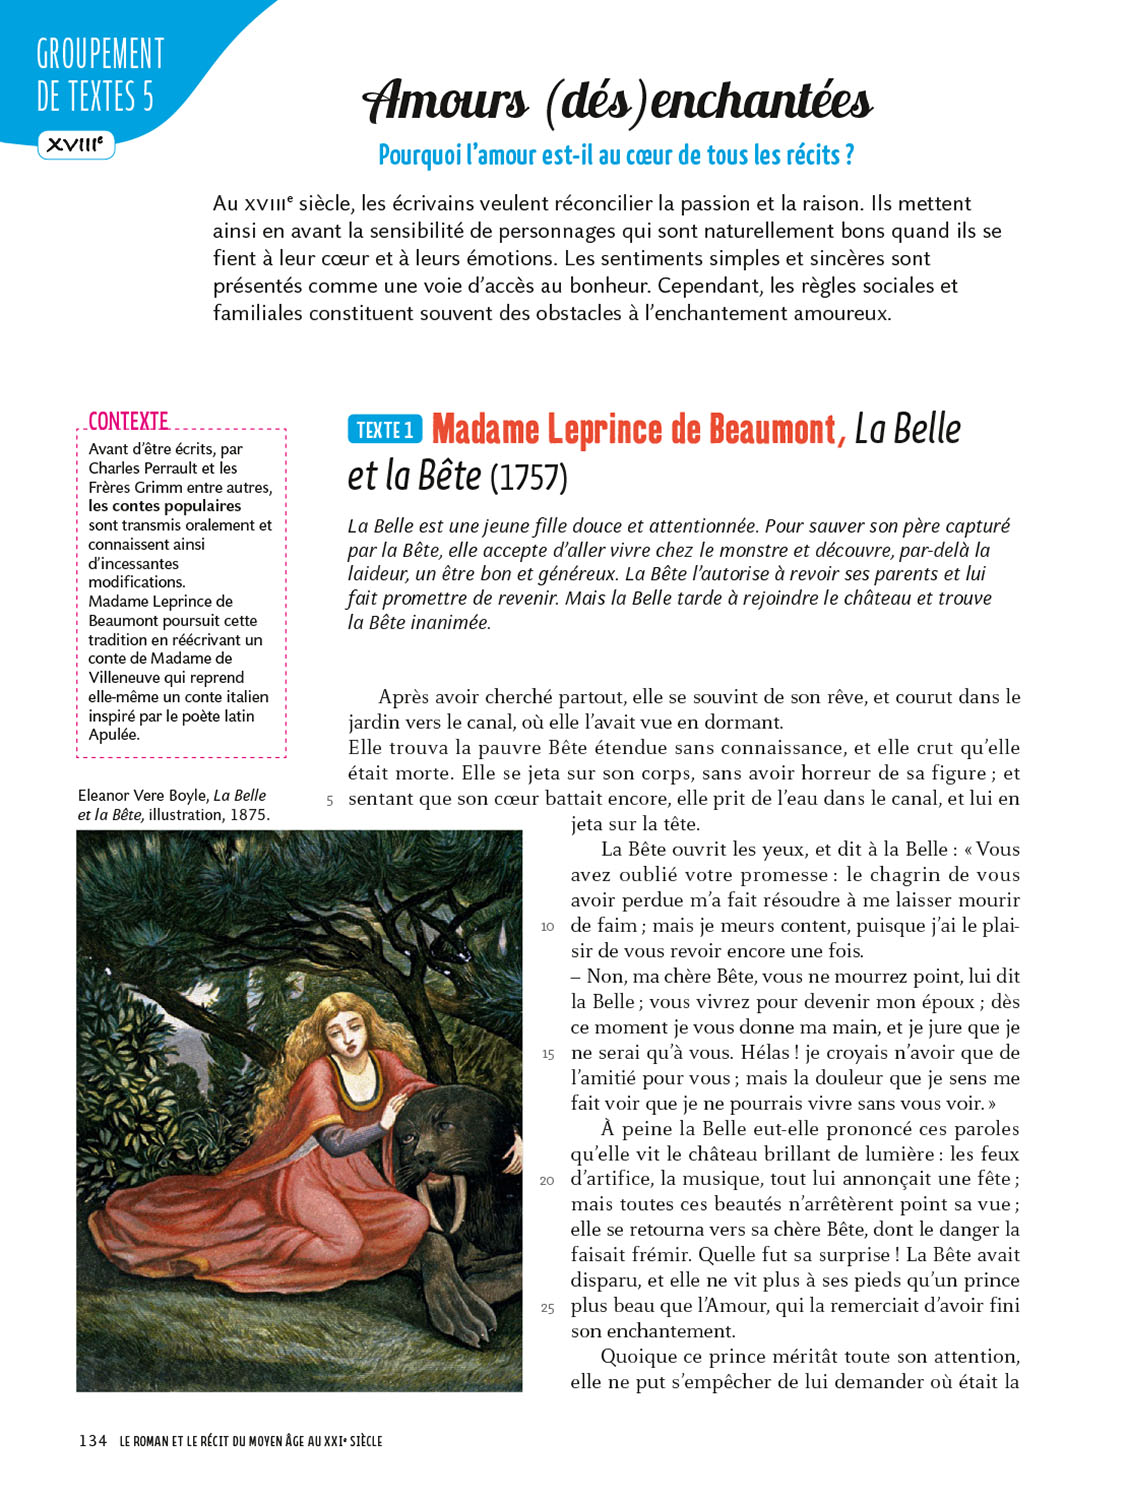 GROUPEMENT
DE TEXTES 5
XVIIIe
Amours (dés)enchantées
Pourquoi l'amour est-il au cœur de tous les récits ?
Au XVIIIe siècle, les écrivains veulent réconcilier la passion et la raison. Ils mettent
ainsi en avant la sensibilité de personnages qui sont naturellement bons quand ils se
fient à leur cœur et à leurs émotions. Les sentiments simples et sincères sont
présentés comme une voie d'accès au bonheur. Cependant, les règles sociales et
familiales constituent souvent des obstacles à l'enchantement amoureux.
CONTEXTE
Avant d'être écrits, par
Charles Perrault et les
Frères Grimm entre autres,
les contes populaires
sont transmis oralement et
connaissent ainsi
d'incessantes
modifications.
Madame Leprince de
Beaumont poursuit cette
tradition en réécrivant un
conte de Madame de
Villeneuve qui reprend
elle-même un conte italien
inspiré par le poète latin
Apulée.
Eleanor Vere Boyle, La Belle
et la Bête, illustration, 1875.
TEXTE 1 Madame Leprince de Beaumont, La Belle
et la Bête (1757)
La Belle est une jeune fille douce et attentionnée. Pour sauver son père capturé
par la Bête, elle accepte d'aller vivre chez le monstre et découvre, par-delà la
laideur, un être bon et généreux. La Bête l'autorise à revoir ses parents et lui
fait promettre de revenir. Mais la Belle tarde à rejoindre le château et trouve
la Bête inanimée.
Après avoir cherché partout, elle se souvint de son rêve, et courut dans le
jardin vers le canal, où elle l'avait vue en dormant.
Elle trouva la pauvre Bête étendue sans connaissance, et elle crut qu'elle
était morte. Elle se jeta sur son corps, sans avoir horreur de sa figure ; et
5 sentant que son cœur battait encore, elle prit de l'eau dans le canal, et lui en
jeta sur la tête.
La Bête ouvrit les yeux, et dit à la Belle : « Vous
avez oublié votre promesse : le chagrin de vous
avoir perdue m'a fait résoudre à me laisser mourir
10 de faim ; mais je meurs content, puisque j'ai le plai-
sir de vous revoir encore une fois.
– Non, ma chère Bête, vous ne mourrez point, lui dit
la Belle ; vous vivrez pour devenir mon époux ; dès
ce moment je vous donne ma main, et je jure que je
15 ne serai qu'à vous. Hélas ! je croyais n'avoir que de
l'amitié pour vous ; mais la douleur que je sens me
fait voir que je ne pourrais vivre sans vous voir. »
À peine la Belle eut-elle prononcé ces paroles
qu'elle vit le château brillant de lumière : les feux
20 d'artifice, la musique, tout lui annonçait une fête ;
mais toutes ces beautés n'arrêtèrent point sa vue ;
elle se retourna vers sa chère Bête, dont le danger la
faisait frémir. Quelle fut sa surprise ! La Bête avait
disparu, et elle ne vit plus à ses pieds qu'un prince
25 plus beau que l'Amour, qui la remerciait d'avoir fini
son enchantement.
Quoique ce prince méritât toute son attention,
elle ne put s'empêcher de lui demander où était la
134 LE ROMAN ET LE RÉCIT DU MOYEN ÂGE AU XXIe SIÈCLE